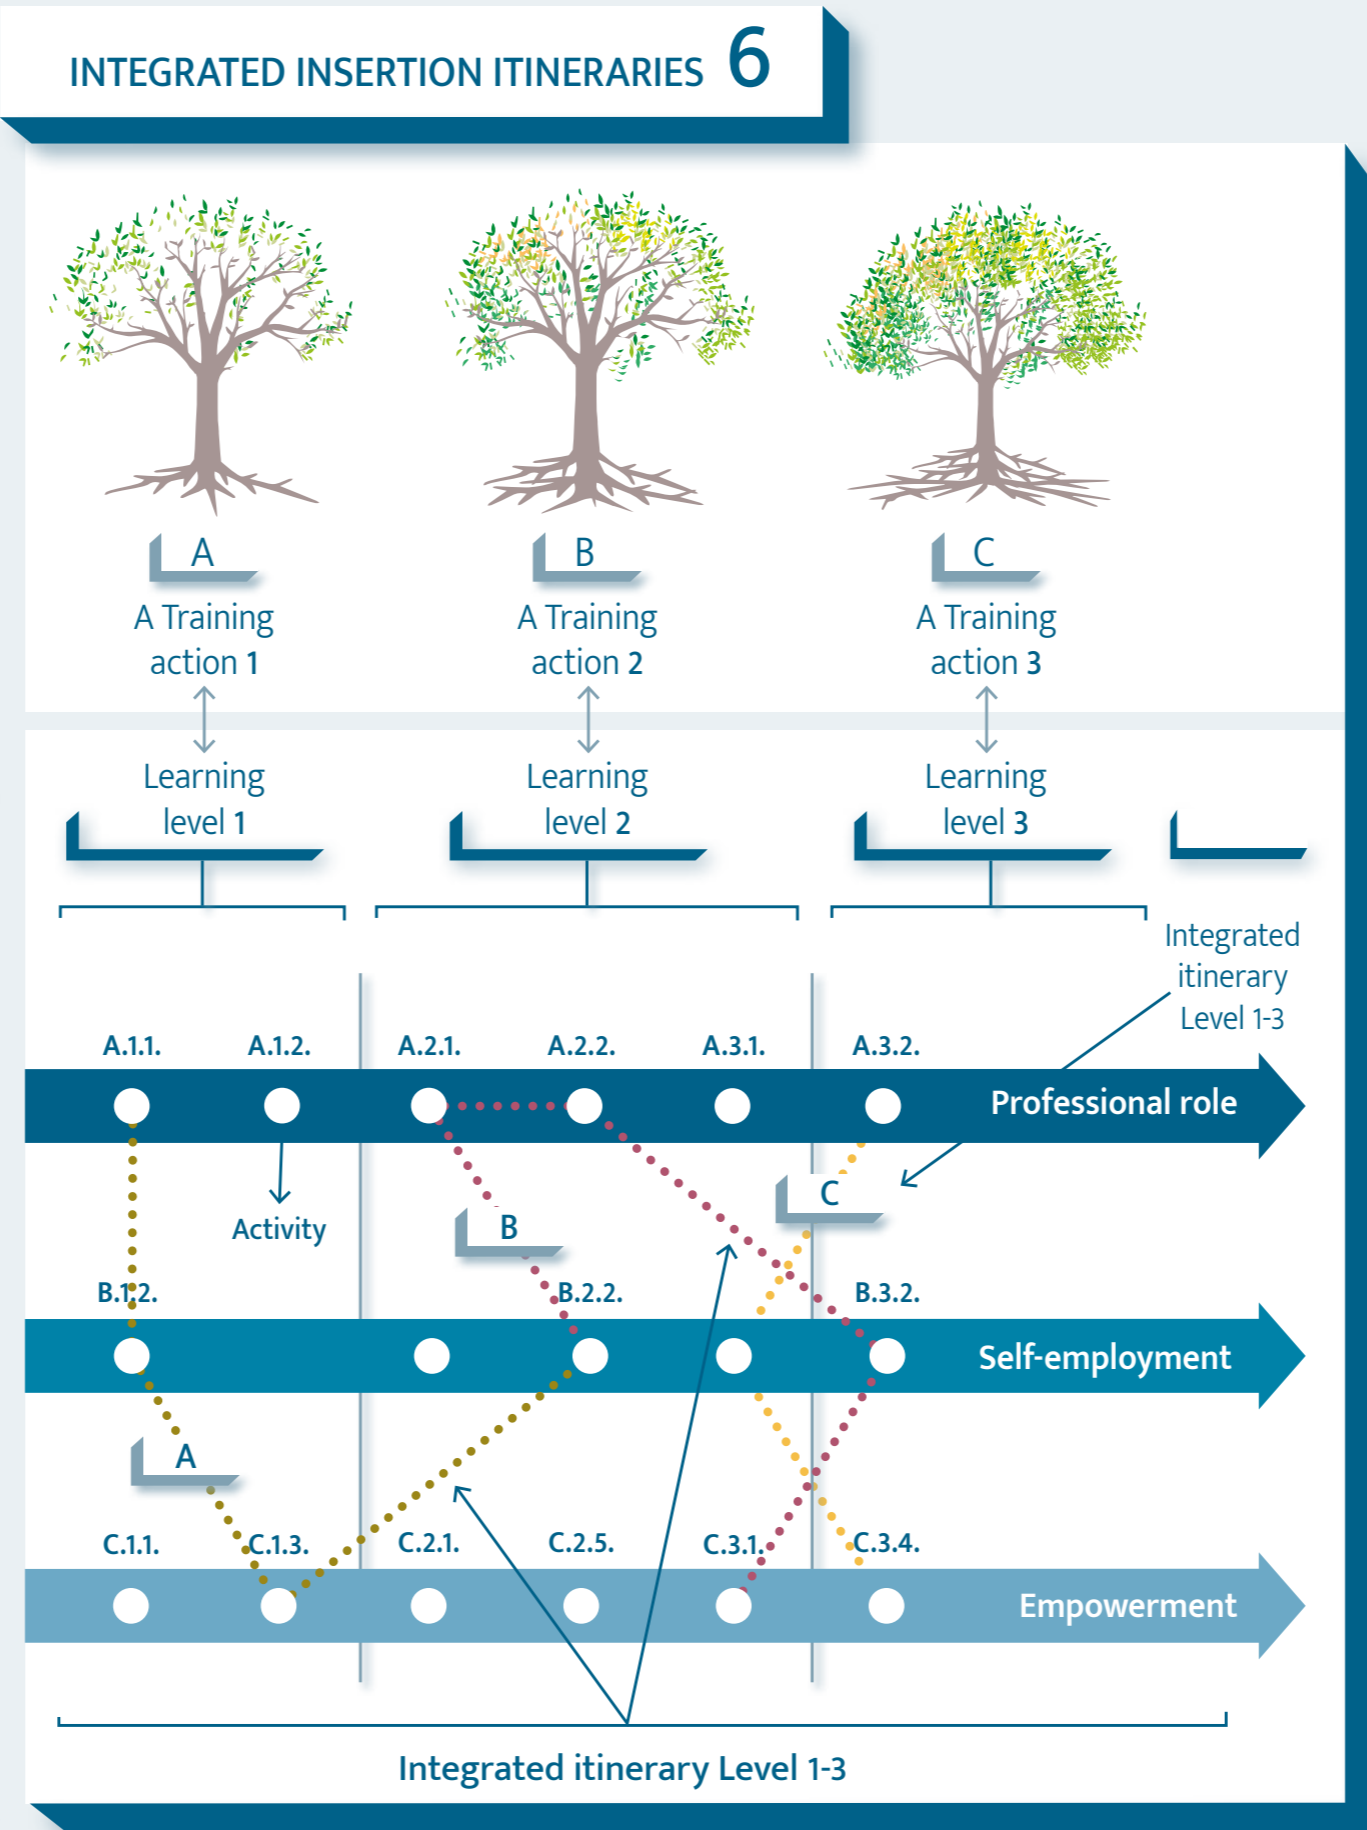 INTEGRATED INSERTION ITINERARIES 6
A
A Training
action 1
B
A Training
action 2
C
A Training
action 3
Learning
level 1
Learning
level 2
Learning
level 3
Integrated
itinerary
Level 1-3
A.1.1.
A.1.2.
A.2.1.
A.2.2.
A.3.1.
A.3.2.
Professional role
Activity
B
C
B.1.2.
B.2.2.
B.3.2.
Self-employment
A
C.1.1.
C.1.3.
C.2.1.
C.2.5.
C.3.1.
C.3.4.
Empowerment
Integrated itinerary Level 1-3